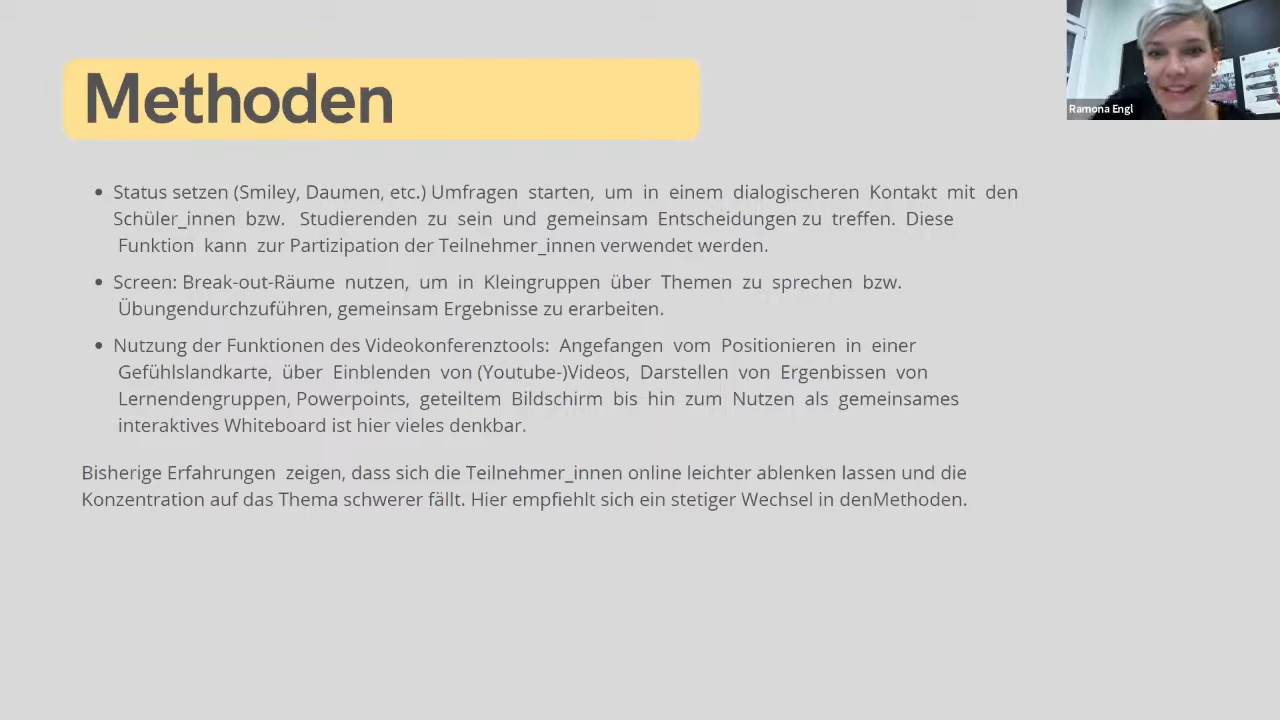 Methoden
Ramona Engl
• Status setzen (Smiley, Daumen, etc.) Umfragen starten, um in einem dialogischeren Kontakt mit den
Schüler_innen bzw. Studierenden zu sein und gemeinsam Entscheidungen zu treffen. Diese
Funktion kann zur Partizipation der Teilnehmer_innen verwendet werden.
• Screen: Break-out-Räume nutzen, um in Kleingruppen über Themen zu sprechen bzw.
Übungendurchzuführen, gemeinsam Ergebnisse zu erarbeiten.
• Nutzung der Funktionen des Videokonferenztools: Angefangen vom Positionieren in einer
Gefühlslandkarte, über Einblenden von (Youtube-)Videos, Darstellen von Ergenbissen von
Lernendengruppen, Powerpoints, geteiltem Bildschirm bis hin zum Nutzen als gemeinsames
interaktives Whiteboard ist hier vieles denkbar.
Bisherige Erfahrungen zeigen, dass sich die Teilnehmer_innen online leichter ablenken lassen und die
Konzentration auf das Thema schwerer fällt. Hier empfiehlt sich ein stetiger Wechsel in denMethoden.